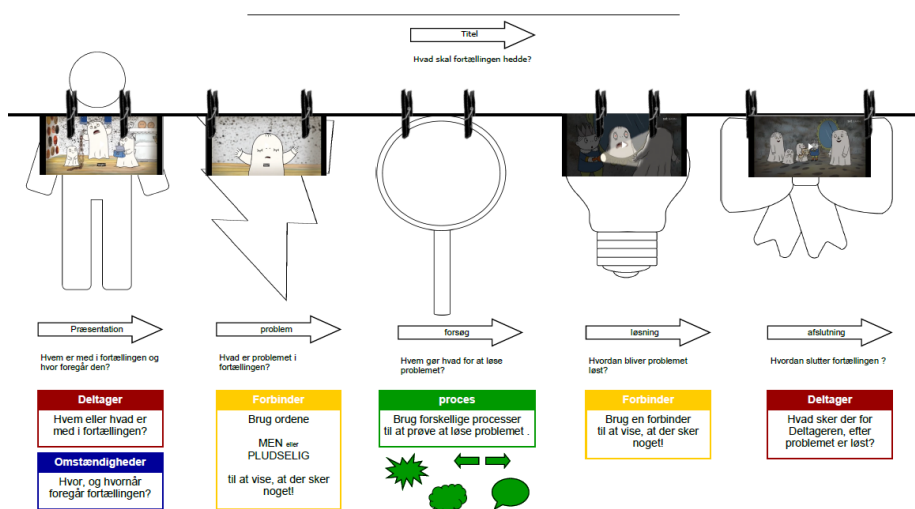 Titel
Hvad skal fortællingen hedde?
Præsentation
Hvem er med i fortællingen og
hvor foregår den?
Deltager
Hvem eller hvad er
med i fortællingen?
Omstændigheder
Hvor, og hvornår
foregår fortællingen?
problem
Hvad er problemet i
fortællingen?
Forbinder
Brug ordene
MEN eller
PLUDSELIG
til at vise, at der sker
noget!
forsøg
Hvem gør hvad for at løse
problemet?
proces
Brug forskellige processer
til at prøve at løse problemet .
løsning
Hvordan bliver problemet
løst?
Forbinder
Brug en forbinder
til at vise, at der sker
noget!
afslutning
Hvordan slutter fortællingen ?
Deltager
Hvad sker der for
Deltageren, efter
problemet er løst?